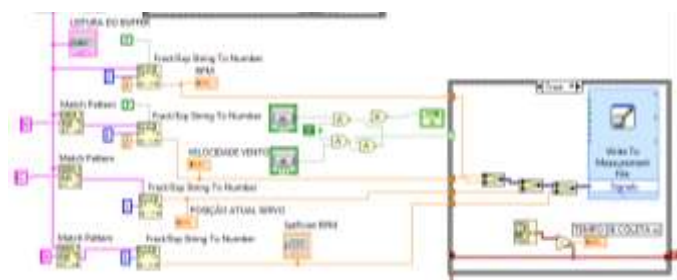 LEITURA DO BUFFER
Fract/Exp String To Number
RPM
True
Match Pattern
Fract/Exp String To Number
VELOCIDADE VENTO
Write To
Measurement
File
Signals
Match Pattern
Fract/Exp String To Number
POSIÇÃO ATUAL SERVO
Match Pattern
Fract/Exp String To Number
TEMPO DE COLETA